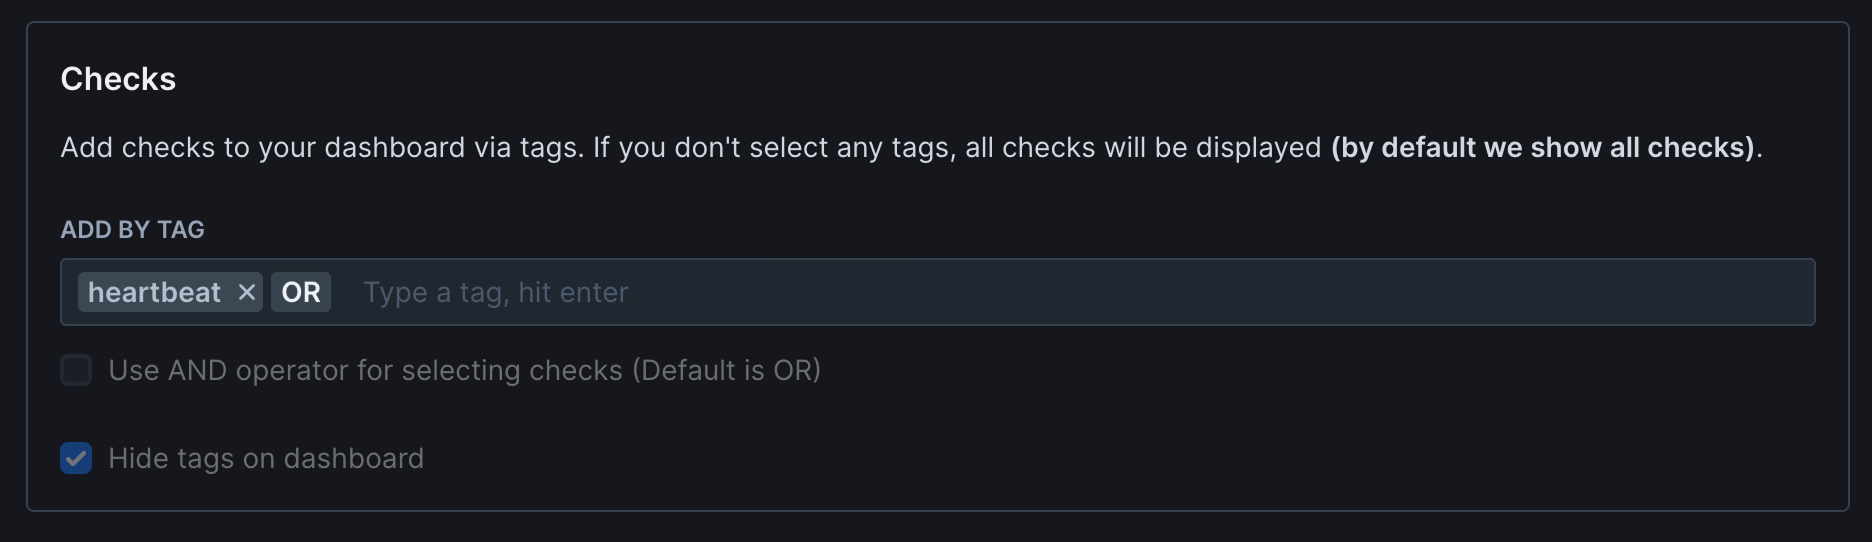 Checks
Add checks to your dashboard via tags. If you don't select any tags, all checks will be displayed (by default we show all checks).
ADD BY TAG
heartbeat × OR Type a tag, hit enter
Use AND operator for selecting checks (Default is OR)
Hide tags on dashboard